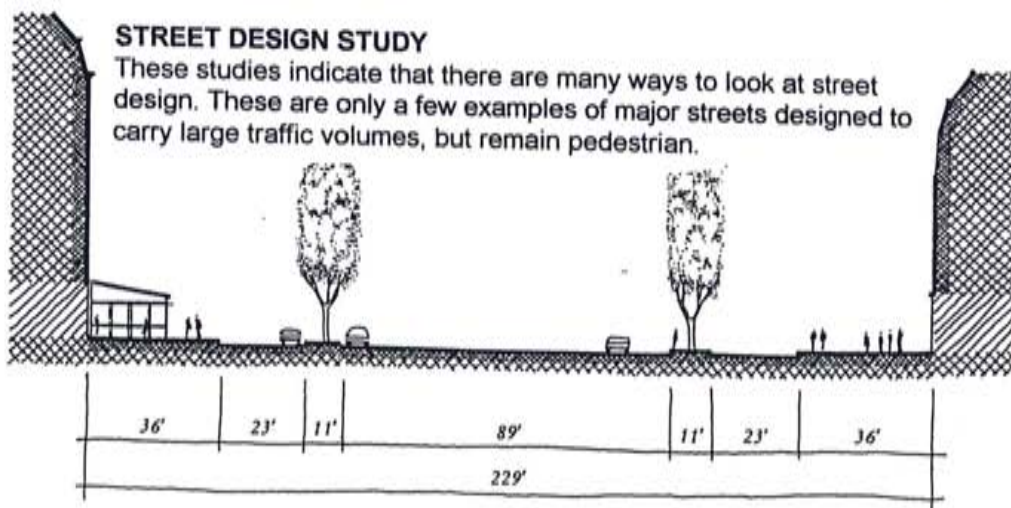 STREET DESIGN STUDY
These studies indicate that there are many ways to look at street
design. These are only a few examples of major streets designed to
carry large traffic volumes, but remain pedestrian.
36' 23' 11' 89' 11' 23' 36'
229'